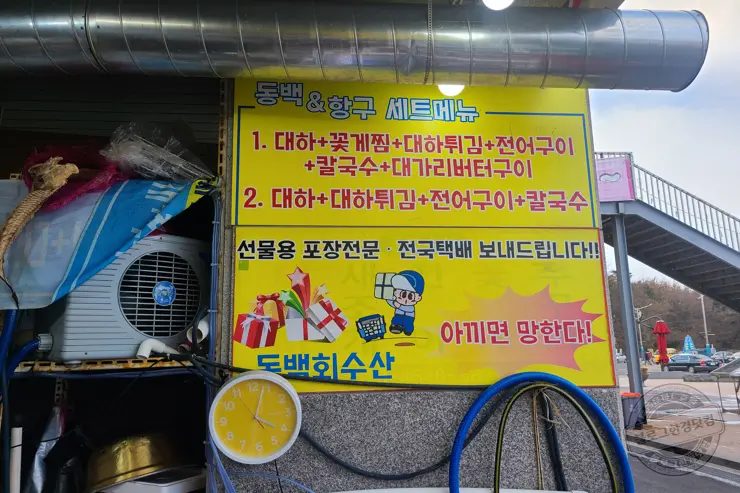 동백&항구 세트메뉴
1. 대하+꽃게찜+대하튀김+전어구이
+칼국수+대가리버터구이
2. 대하+대하튀김+전어구이+칼국수
선물용 포장전문·전국택배 보내드립니다!!
아끼면 망한다!
동백회수산